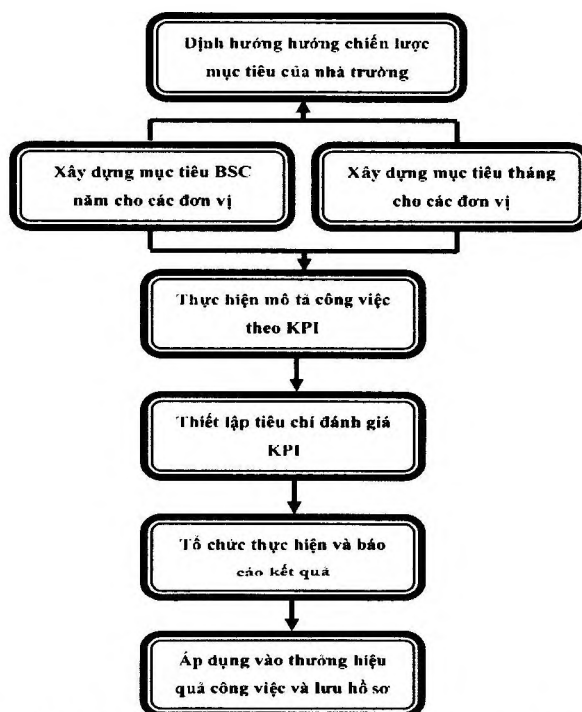 Định hướng hướng chiến lược
mục tiêu của nhà trường
Xây dựng mục tiêu BSC
năm cho các đơn vị
Xây dựng mục tiêu tháng
cho các đơn vị
Thực hiện mô tả công việc
theo KPI
Thiết lập tiêu chí đánh giá
KPI
Tổ chức thực hiện và báo
cáo kết quả
Áp dụng vào thưởng hiệu
quả công việc và lưu hồ sơ